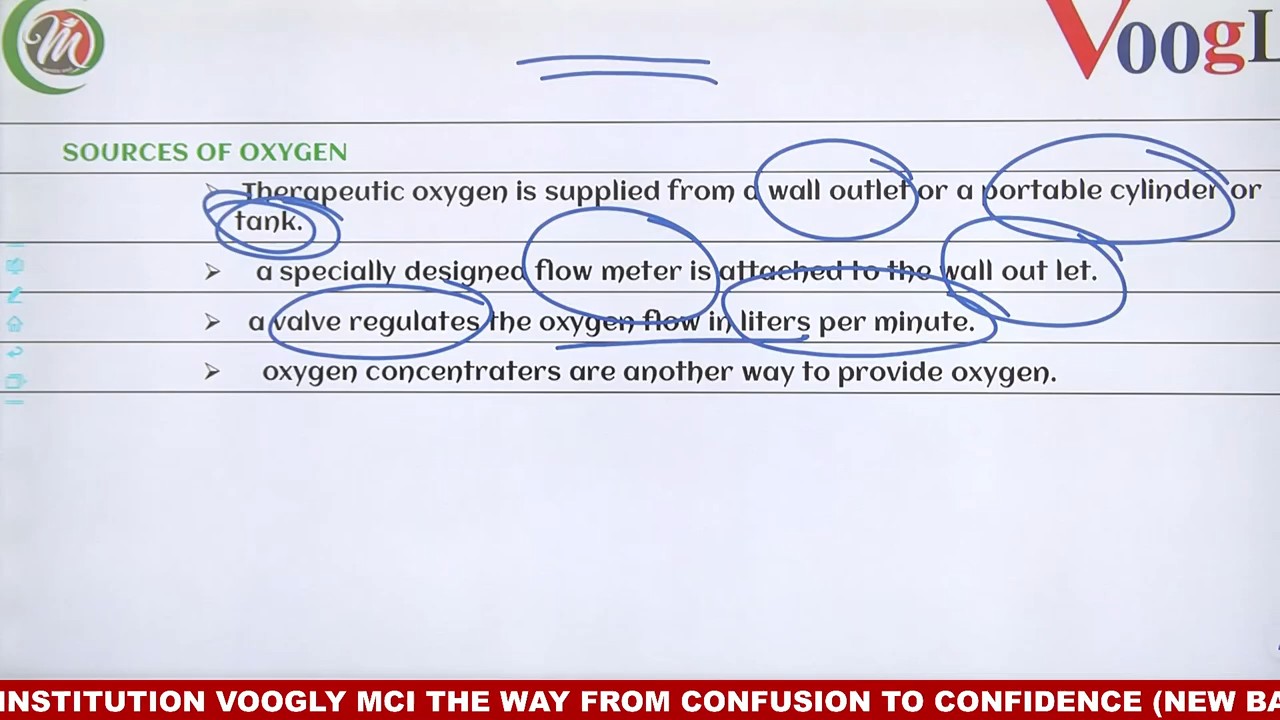 VoogL
SOURCES OF OXYGEN
Therapeutic oxygen is supplied from a wall outlet or a portable cylinder or
tank.
a specially designed flow meter is attached to the wall out let.
a valve regulates the oxygen flow in liters per minute.
oxygen concentraters are another way to provide oxygen.
INSTITUTION VOOGLY MCI THE WAY FROM CONFUSION TO CONFIDENCE (NEW BA